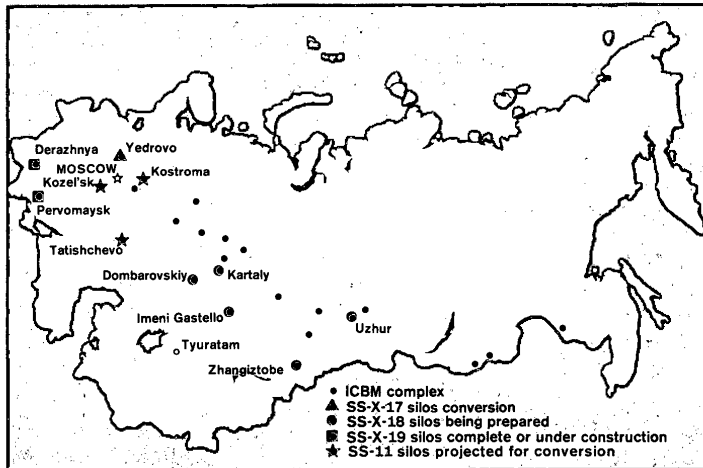 Derazhnya
Yedrovo
MOSCOW
Kostroma
Kozel'sk
Pervomaysk
Tatishchevo
Dombarovskiy
Kartaly
Imeni Gastello
Uzhur
Tyuratam
Zhangiztobe
ICBM complex
SS-X-17 silos conversion
SS-X-18 silos being prepared
SS-X-19 silos complete or under construction
SS-11 silos projected for conversion